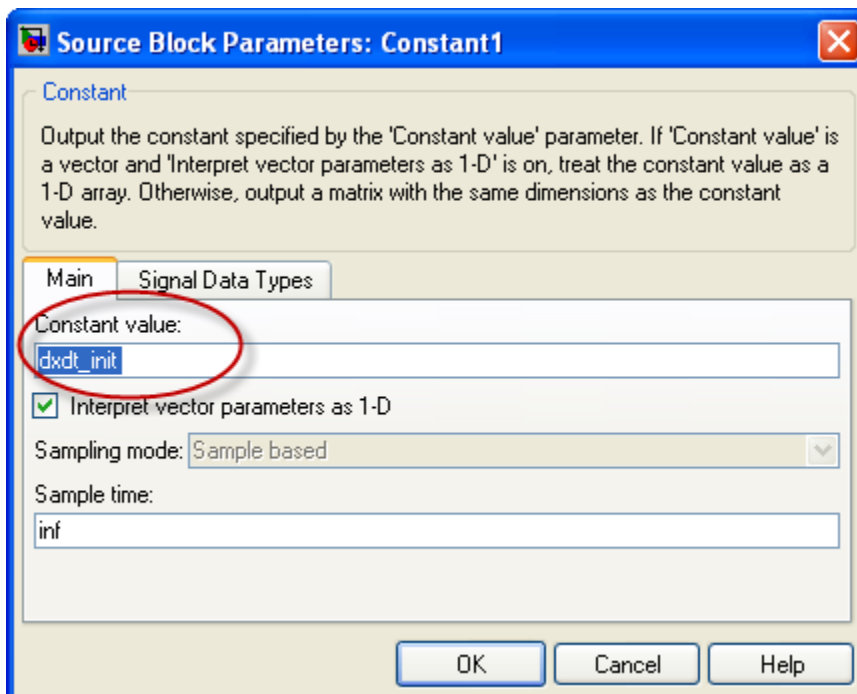 Source Block Parameters: Constant1
Constant
Output the constant specified by the 'Constant value' parameter. If 'Constant value' is
a vector and 'Interpret vector parameters as 1-D' is on, treat the constant value as a
1-D array. Otherwise, output a matrix with the same dimensions as the constant
value.
Main Signal Data Types
Constant value:
dxdt_init
Interpret vector parameters as 1-D
Sampling mode: Sample based
Sample time:
inf
OK Cancel Help